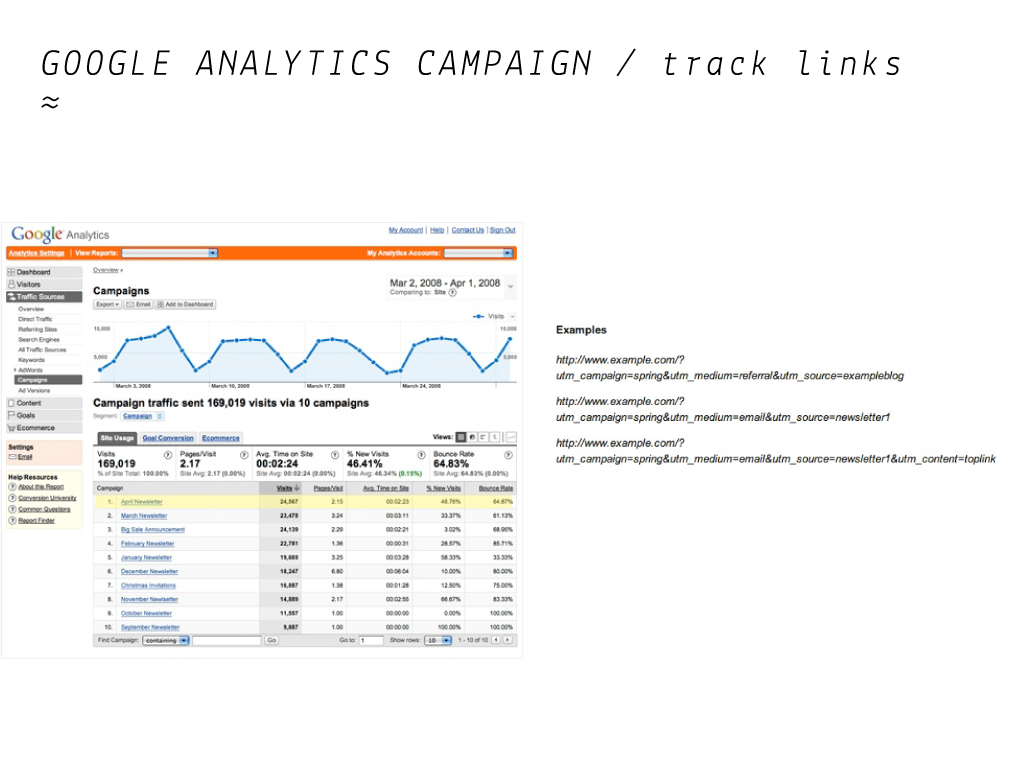 GOOGLE ANALYTICS CAMPAIGN / track links
≈
Google Analytics
My Account | Help | Contact Us | Sign Out
Analytics Settings | View Reports:
My Analytics Accounts:
Dashboard
Visitors
Traffic Sources
Overview
Direct Traffic
Referring Sites
Search Engines
All Traffic Sources
Keywords
AdWords
Campaigns
Ad Versions
Content
Goals
Ecommerce
Settings
Email
Help Resources
About this Report
Conversion University
Common Questions
Report Finder
Overview »
Campaigns
Mar 2, 2008 - Apr 1, 2008
Comparing to: Site
Export Email Add to Dashboard
Visits
10,000 10,000
5,000 5,000
March 3, 2008 March 10, 2008 March 17, 2008 March 24, 2008
Campaign traffic sent 169,019 visits via 10 campaigns
Segment: Campaign
Site Usage Goal Conversion Ecommerce Views:
Visits Pages/Visit Avg. Time on Site % New Visits Bounce Rate
169,019 2.17 00:02:24 46.41% 64.83%
% of Site Total: 100.00% Site Avg: 2.17 (0.00%) Site Avg: 00:02:24 (0.00%) Site Avg: 46.34% (0.15%) Site Avg: 64.83% (0.00%)
Campaign Visits Pages/Visit Avg. Time on Site % New Visits Bounce Rate
1. April Newsletter 24,567 2.15 00:02:23 46.76% 64.87%
2. March Newsletter 23,478 3.24 00:03:11 33.37% 61.13%
3. Big Sale Announcement 24,139 2.29 00:02:21 3.02% 68.95%
4. February Newsletter 22,781 1.36 00:00:31 28.57% 85.71%
5. January Newsletter 19,669 3.25 00:03:28 58.33% 33.33%
6. December Newsletter 18,247 6.80 00:06:04 10.00% 80.00%
7. Christmas Invitations 16,887 1.38 00:01:28 12.50% 75.00%
8. November Newlsetter 14,889 2.17 00:02:55 66.67% 83.33%
9. October Newsletter 11,587 1.00 00:00:00 0.00% 100.00%
10. September Newsletter 9,887 1.00 00:00:00 100.00% 100.00%
Find Campaign: containing Go Go to: 1 Show rows: 10 1 - 10 of 10
Examples
http://www.example.com/?
utm_campaign=spring&utm_medium=referral&utm_source=exampleblog
http://www.example.com/?
utm_campaign=spring&utm_medium=email&utm_source=newsletter1
http://www.example.com/?
utm_campaign=spring&utm_medium=email&utm_source=newsletter1&utm_content=toplink